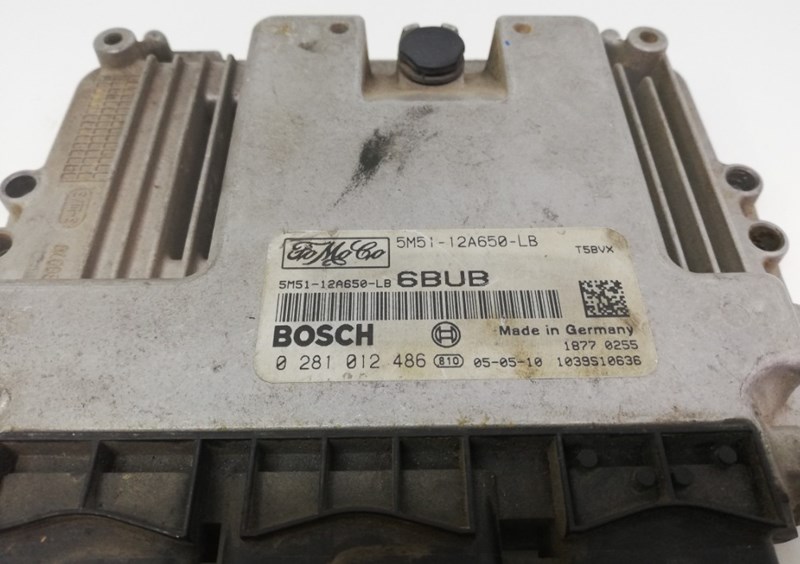 FoMoCo 5M51-12A650-LB
T5BVX
5M51-12A650-LB 6BUB
BOSCH
Made in Germany
1877 0255
0 281 012 486 810 05-05-10 1039S10636